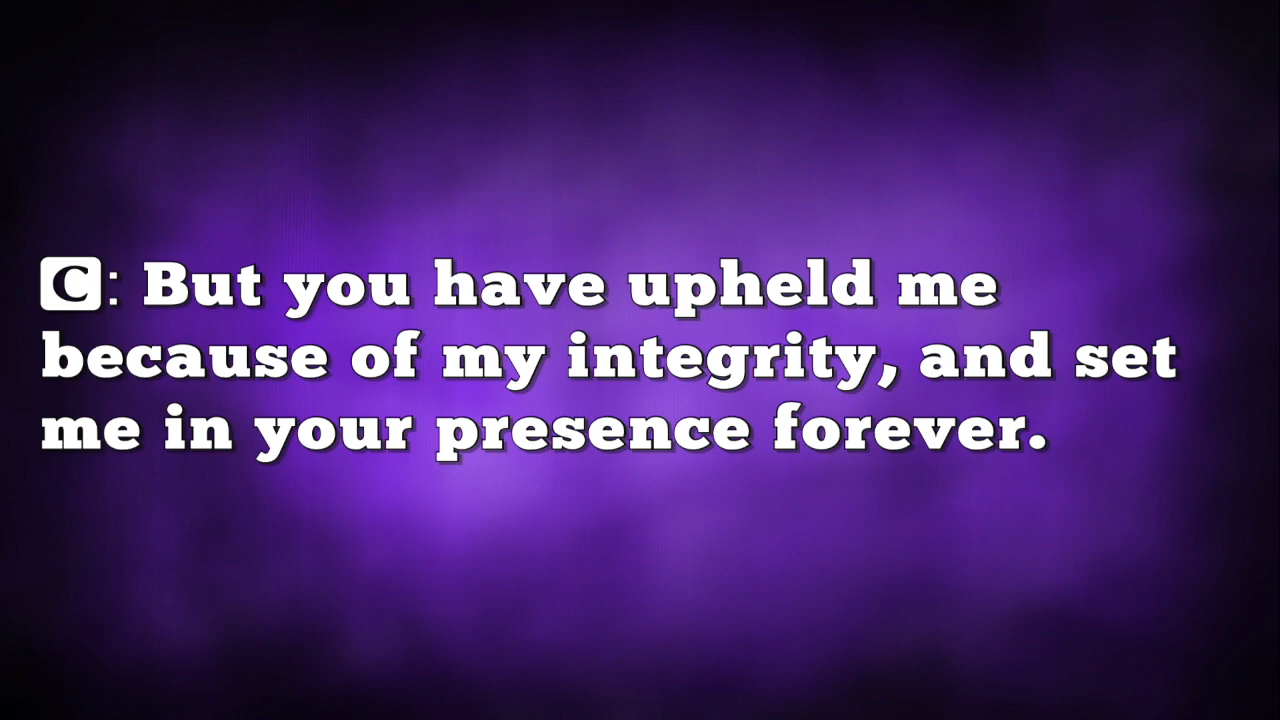 C: But you have upheld me
because of my integrity, and set
me in your presence forever.